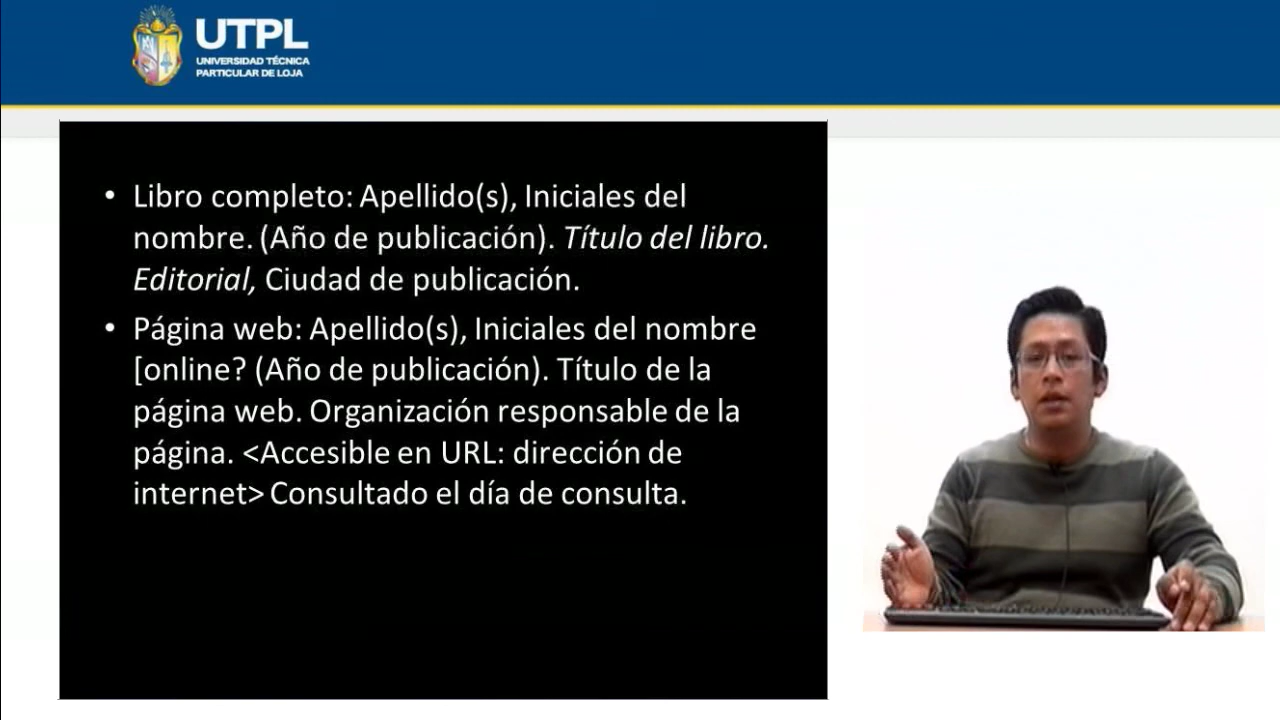 UTPL
UNIVERSIDAD TÉCNICA
PARTICULAR DE LOJA
• Libro completo: Apellido(s), Iniciales del
nombre. (Año de publicación). Título del libro.
Editorial, Ciudad de publicación.
• Página web: Apellido(s), Iniciales del nombre
[online? (Año de publicación). Título de la
página web. Organización responsable de la
página. <Accesible en URL: dirección de
internet> Consultado el día de consulta.